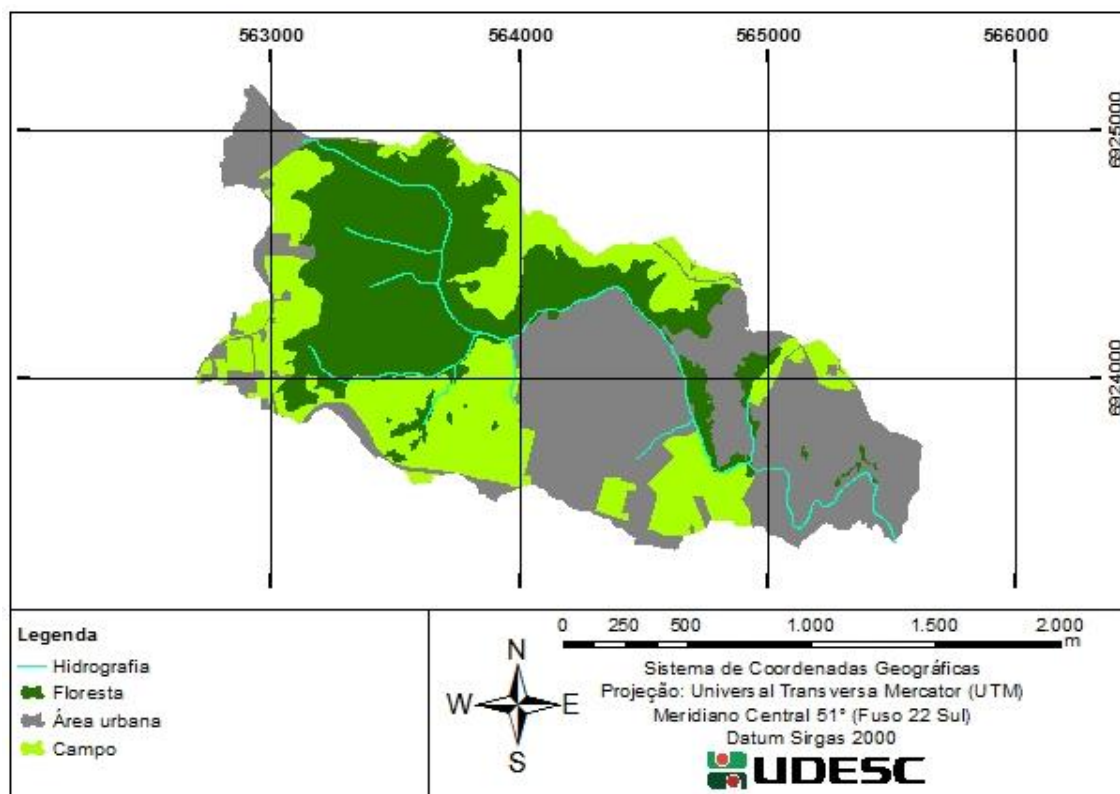 563000 564000 565000 566000
6925000
6924000
Legenda
Hidrografia
Floresta
Área urbana
Campo
N
W E
S
0 250 500 1.000 1.500 2.000
m
Sistema de Coordenadas Geográficas
Projeção: Universal Transversa Mercator (UTM)
Meridiano Central 51° (Fuso 22 Sul)
Datum Sirgas 2000
UDESC